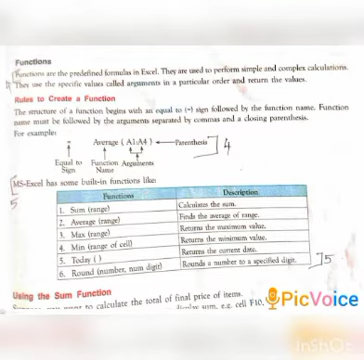 Functions
Functions are the predefined formulas in Excel. They are used to perform simple and complex calculations.
They use the specific values called arguments in a particular order and return the values.
Rules to Create a Function
The structure of a function begins with an equal to (=) sign followed by the function name. Function
name must be followed by the arguments separated by commas and a closing parenthesis.
For example:
= Average ( A1:A4 ) Parenthesis ] 4
Equal to Function Arguments
Sign Name
MS-Excel has some built-in functions like:
5
Functions Description
1. Sum (range) Calculates the sum.
2. Average (range) Finds the average of range.
3. Max (range) Returns the maximum value.
4. Min (range of cell) Returns the minimum value.
5. Today ( ) Returns the current date.
6. Round (number, num digit) Rounds a number to a specified digit. ]5
Using the Sum Function
want to calculate the total of final price of items.
sum, e.g. cell F10,
PicVoice
InShOt